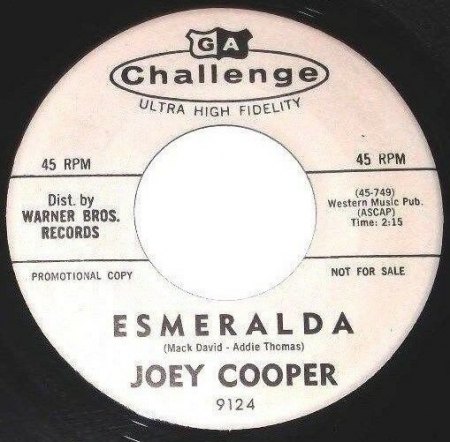 GA
Challenge
ULTRA HIGH FIDELITY
45 RPM
45 RPM
Dist. by
WARNER BROS.
RECORDS
(45-749)
Western Music Pub.
(ASCAP)
Time: 2:15
PROMOTIONAL COPY
NOT FOR SALE
ESMERALDA
(Mack David - Addie Thomas)
JOEY COOPER
9124